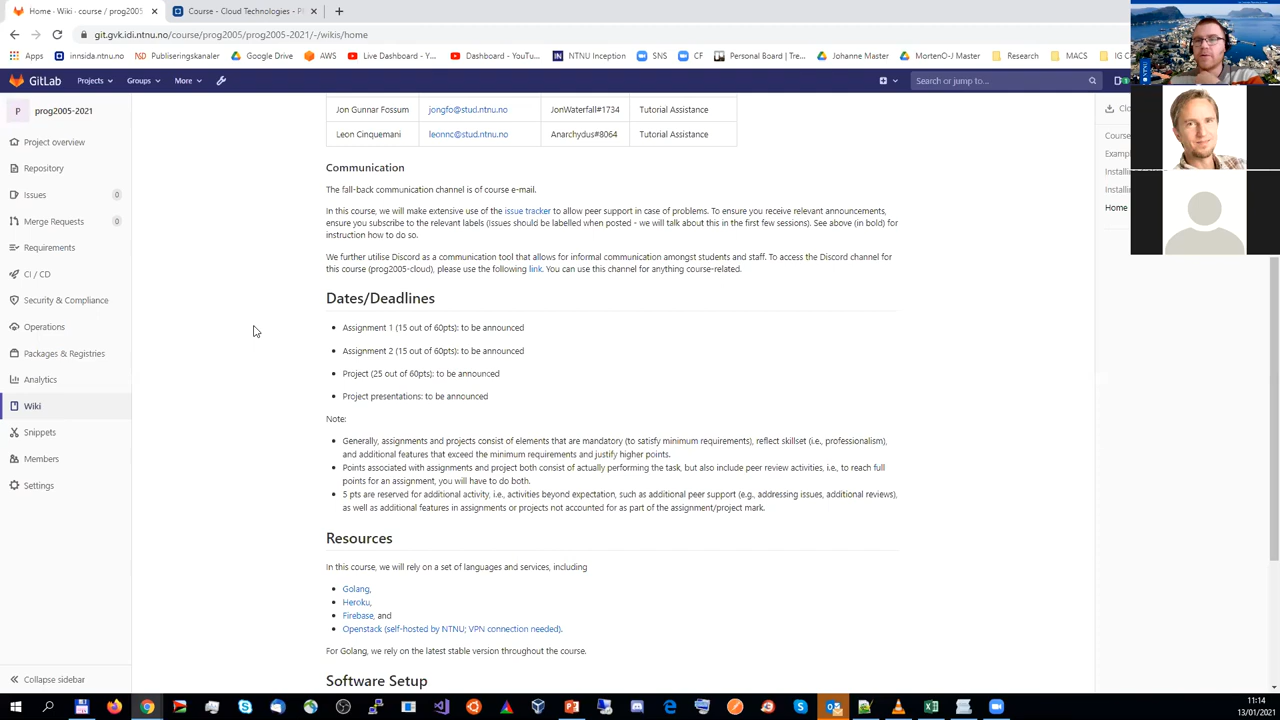 Home · Wiki · course / prog2005
Course - Cloud Technologies - P
git.gvk.idi.ntnu.no/course/prog2005/prog2005-2021/-/wikis/home
Apps
innsida.ntnu.no
Publiseringskanaler
Google Drive
AWS
Live Dashboard - Y...
Dashboard - YouTu...
NTNU Inception
SNS
CF
Personal Board | Tre...
Johanne Master
MortenO-J Master
Research
MACS
IG C
GitLab
Projects
Groups
More
Search or jump to...
P
prog2005-2021
Project overview
Repository
Issues 0
Merge Requests 0
Requirements
CI / CD
Security & Compliance
Operations
Packages & Registries
Analytics
Wiki
Snippets
Members
Settings
Collapse sidebar
Jon Gunnar Fossum jongfo@stud.ntnu.no JonWaterfall#1734 Tutorial Assistance
Leon Cinquemani leonnc@stud.ntnu.no Anarchydus#8064 Tutorial Assistance
Communication
The fall-back communication channel is of course e-mail.
In this course, we will make extensive use of the issue tracker to allow peer support in case of problems. To ensure you receive relevant announcements,
ensure you subscribe to the relevant labels (Issues should be labelled when posted - we will talk about this in the first few sessions). See above (in bold) for
instruction how to do so.
We further utilise Discord as a communication tool that allows for informal communication amongst students and staff. To access the Discord channel for
this course (prog2005-cloud), please use the following link. You can use this channel for anything course-related.
Dates/Deadlines
• Assignment 1 (15 out of 60pts): to be announced
• Assignment 2 (15 out of 60pts): to be announced
• Project (25 out of 60pts): to be announced
• Project presentations: to be announced
Note:
• Generally, assignments and projects consist of elements that are mandatory (to satisfy minimum requirements), reflect skillset (i.e., professionalism),
and additional features that exceed the minimum requirements and justify higher points.
• Points associated with assignments and project both consist of actually performing the task, but also include peer review activities, i.e., to reach full
points for an assignment, you will have to do both.
• 5 pts are reserved for additional activity, i.e., activities beyond expectation, such as additional peer support (e.g., addressing issues, additional reviews),
as well as additional features in assignments or projects not accounted for as part of the assignment/project mark.
Resources
In this course, we will rely on a set of languages and services, including
• Golang,
• Heroku,
• Firebase, and
• Openstack (self-hosted by NTNU; VPN connection needed).
For Golang, we rely on the latest stable version throughout the course.
Software Setup
Clo
Course
Exampl
Installin
Installin
Home
NTNU
11:14
13/01/2021